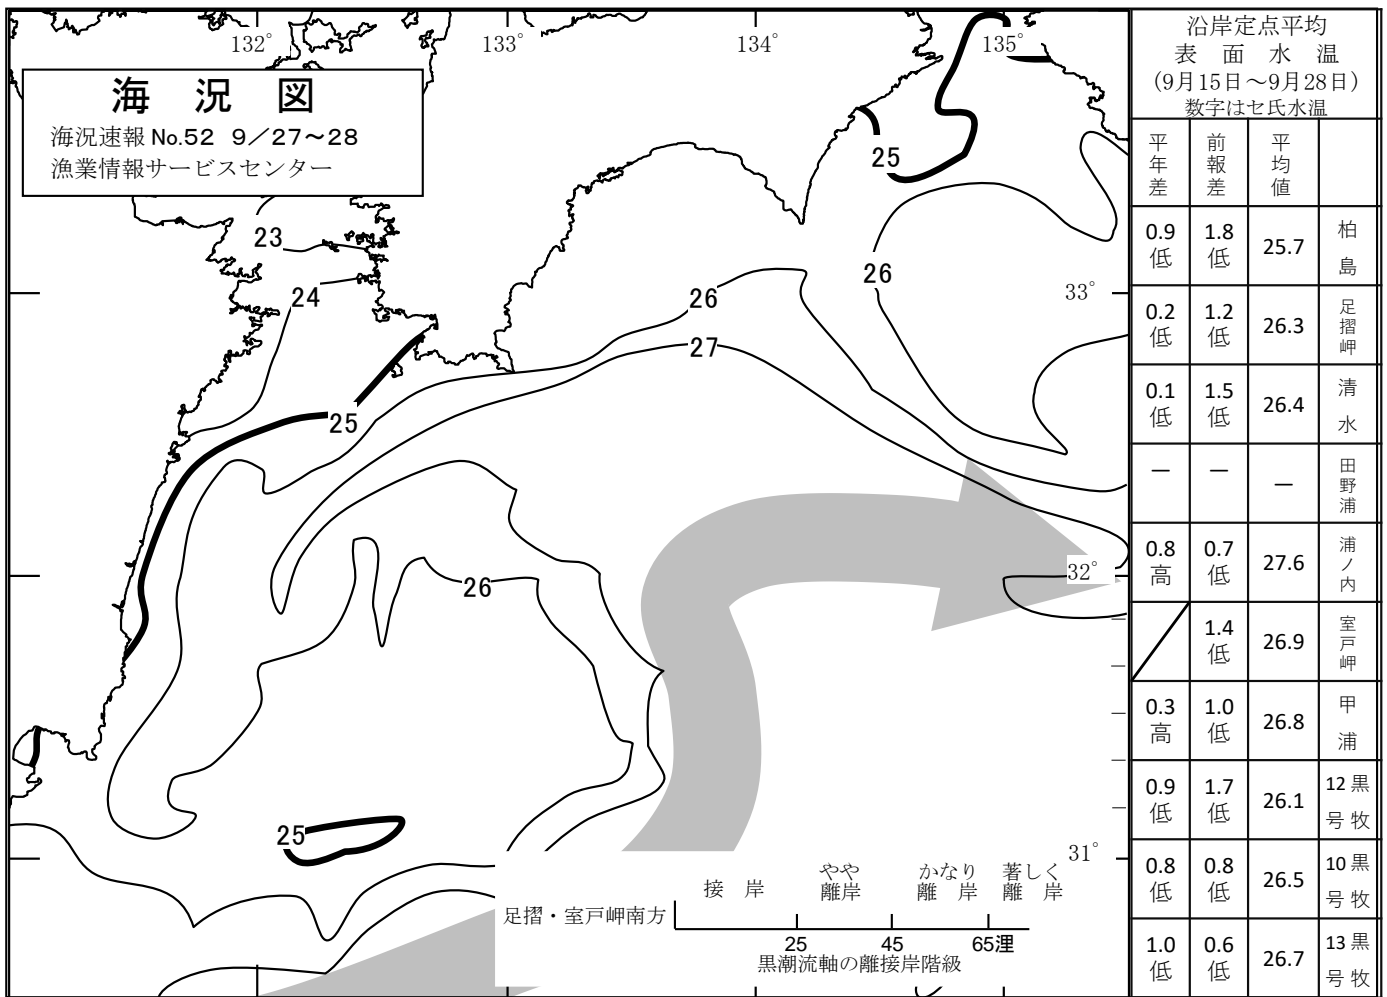 132°
133°
134°
135°
海 況 図
海況速報 No.52 9／27～28
漁業情報サービスセンター
25
23
24
26
26
33°
27
25
26
32°
25
31°
接 岸
やや
離岸
かなり
離 岸
著しく
離 岸
足摺・室戸岬南方
25
45
65浬
黒潮流軸の離接岸階級
沿岸定点平均
表 面 水 温
(9月15日～9月28日)
数字はセ氏水温
平年差 前報差 平均値
0.9低 1.8低 25.7 柏島
0.2低 1.2低 26.3 足摺岬
0.1低 1.5低 26.4 清水
－ － － 田野浦
0.8高 0.7低 27.6 浦ノ内
1.4低 26.9 室戸岬
0.3高 1.0低 26.8 甲浦
0.9低 1.7低 26.1 黒牧12号
0.8低 0.8低 26.5 黒牧10号
1.0低 0.6低 26.7 黒牧13号